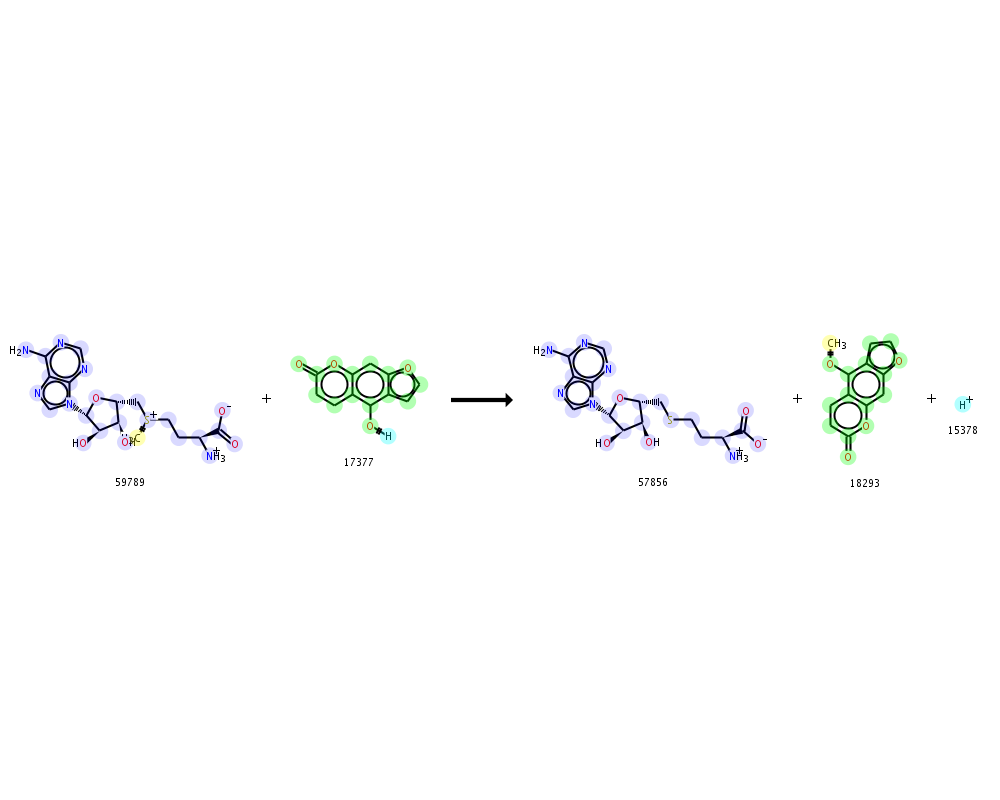 H₂N N N N N O S⁺ H₃C HO OH O⁻ O NH₃⁺
59789
+
O O O O H
17377
H₂N N N N N O S HO OH O O⁻ NH₃⁺
57856
+
CH₃ O O O O
18293
+
H⁺
15378